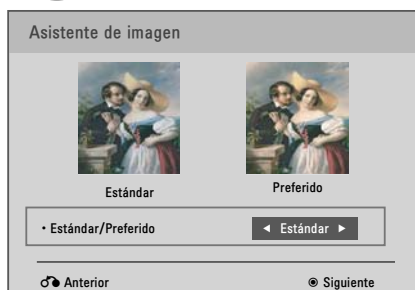 Asistente de imagen
Estándar
Preferido
• Estándar/Preferido
◄ Estándar ►
Anterior
Siguiente